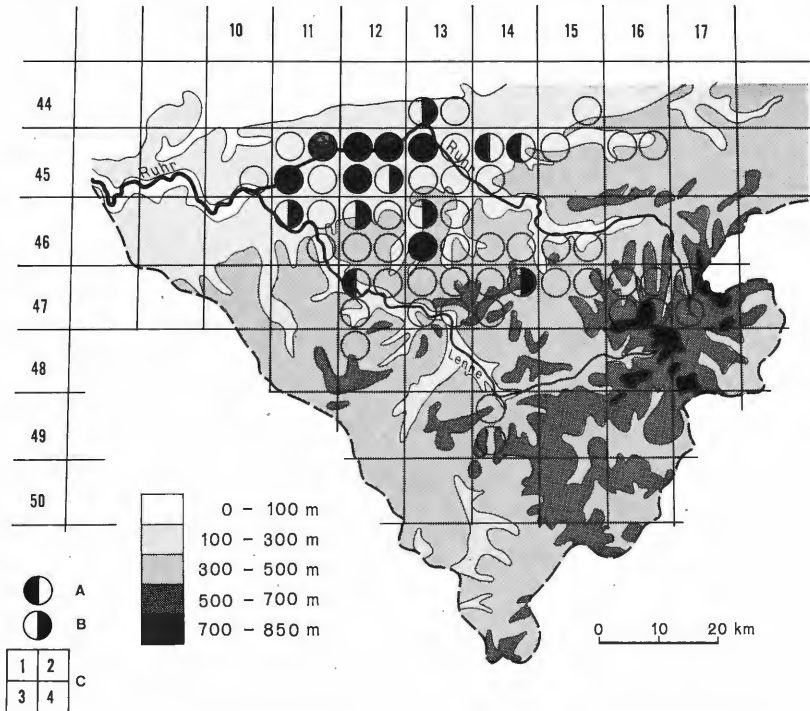 10 11 12 13 14 15 16 17
44
Ruhr
Ruhr
45
46
47
Lenne
48
49
50
0 – 100 m
100 – 300 m
300 – 500 m
500 – 700 m
700 – 850 m
A
B
1 2
C
3 4
0 10 20 km